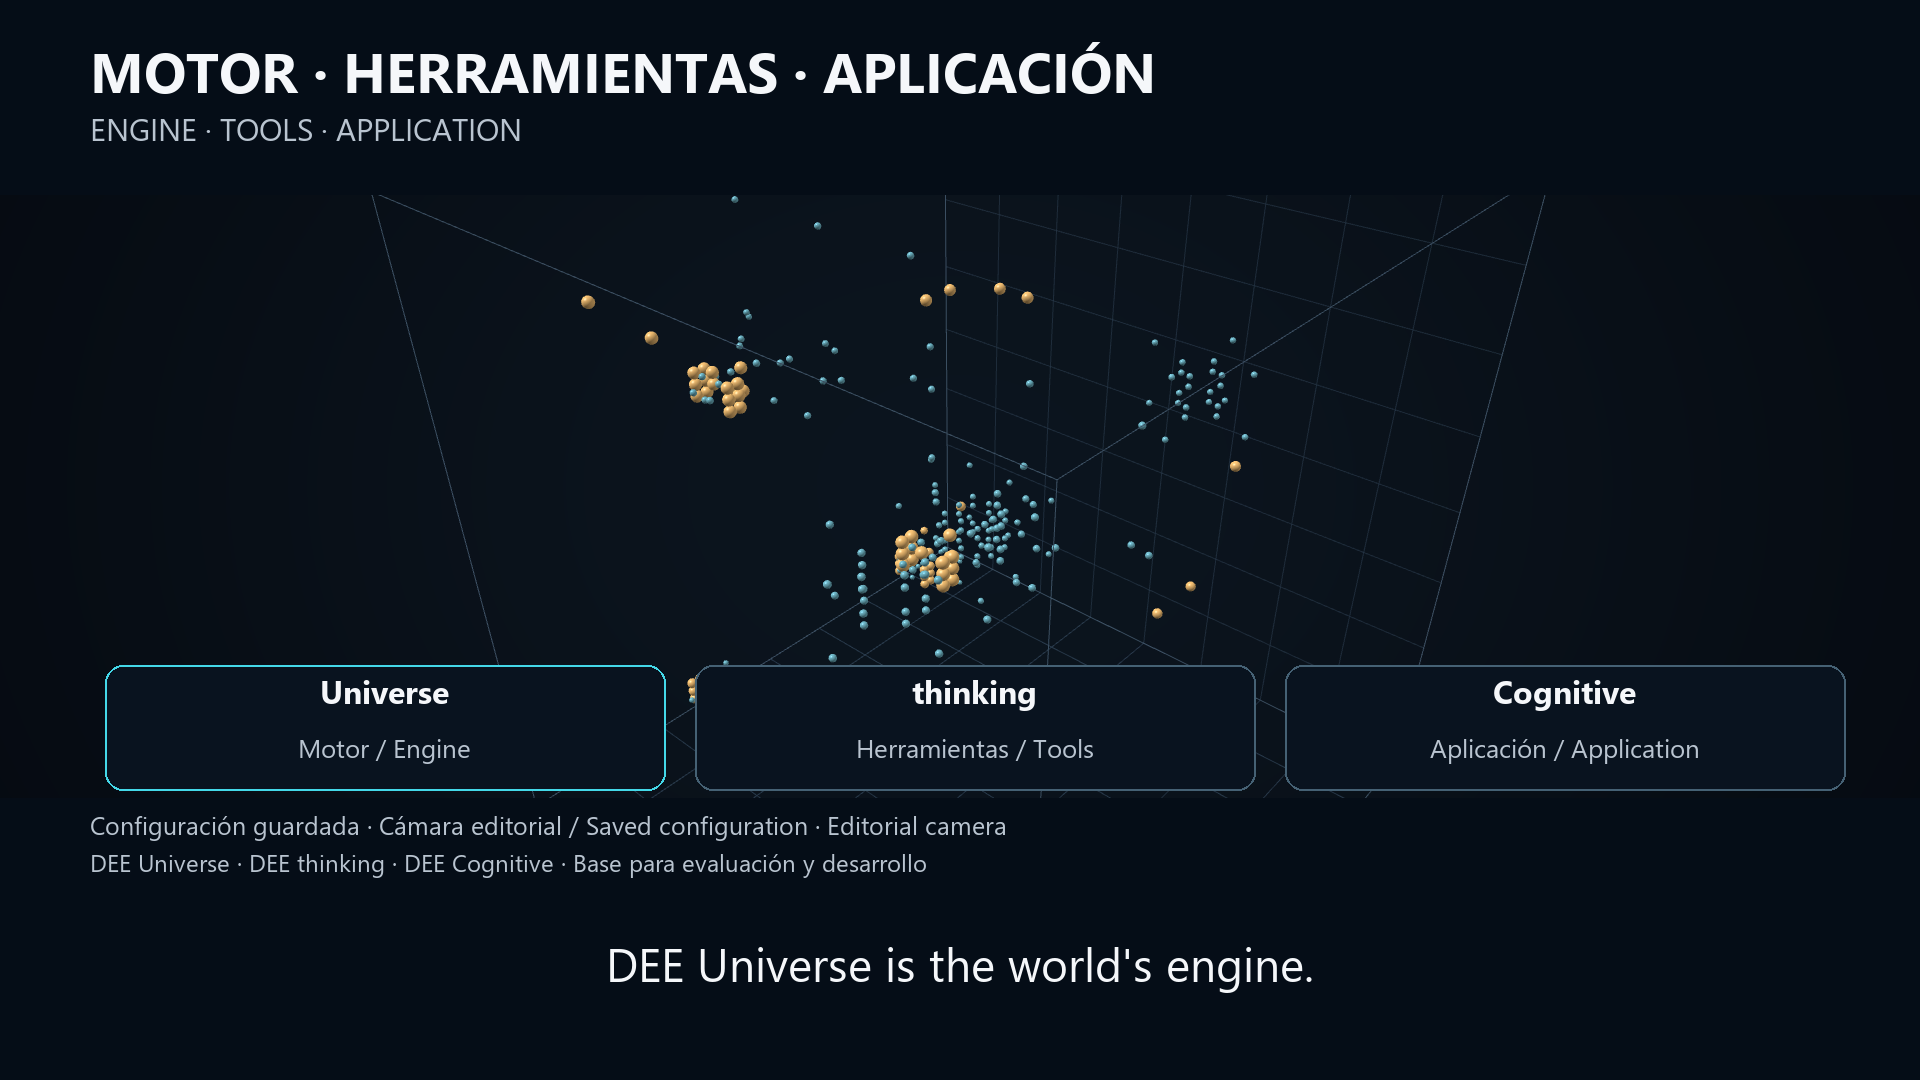 MOTOR · HERRAMIENTAS · APLICACIÓN
ENGINE · TOOLS · APPLICATION
Universe
Motor / Engine
thinking
Herramientas / Tools
Cognitive
Aplicación / Application
Configuración guardada · Cámara editorial / Saved configuration · Editorial camera
DEE Universe · DEE thinking · DEE Cognitive · Base para evaluación y desarrollo
DEE Universe is the world's engine.